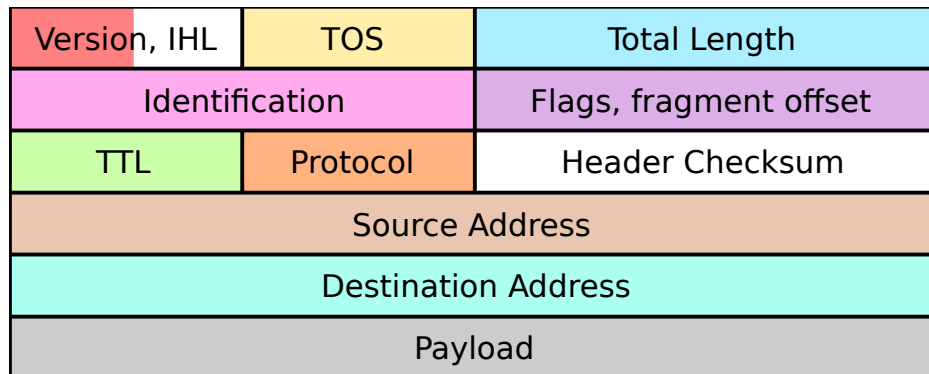 Version, IHL TOS Total Length
Identification Flags, fragment offset
TTL Protocol Header Checksum
Source Address
Destination Address
Payload